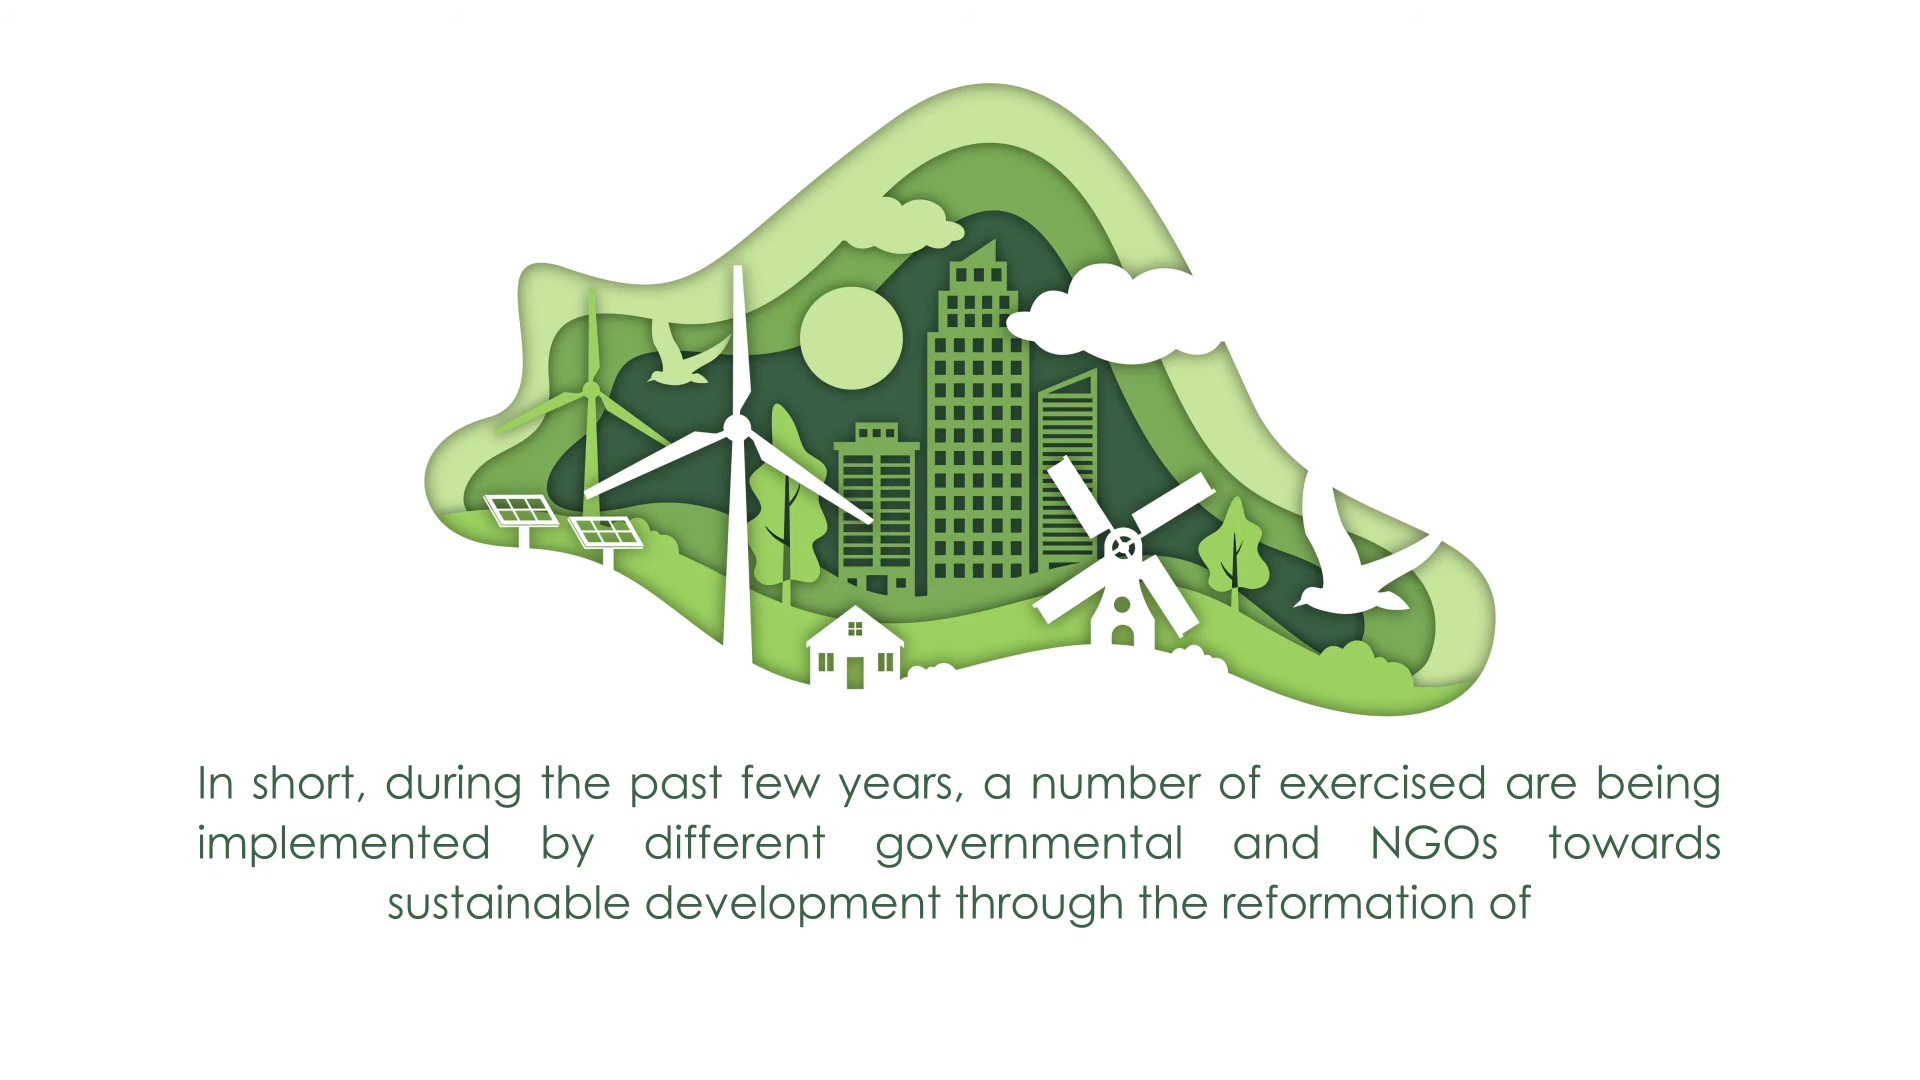 In short, during the past few years, a number of exercised are being
implemented by different governmental and NGOs towards
sustainable development through the reformation of